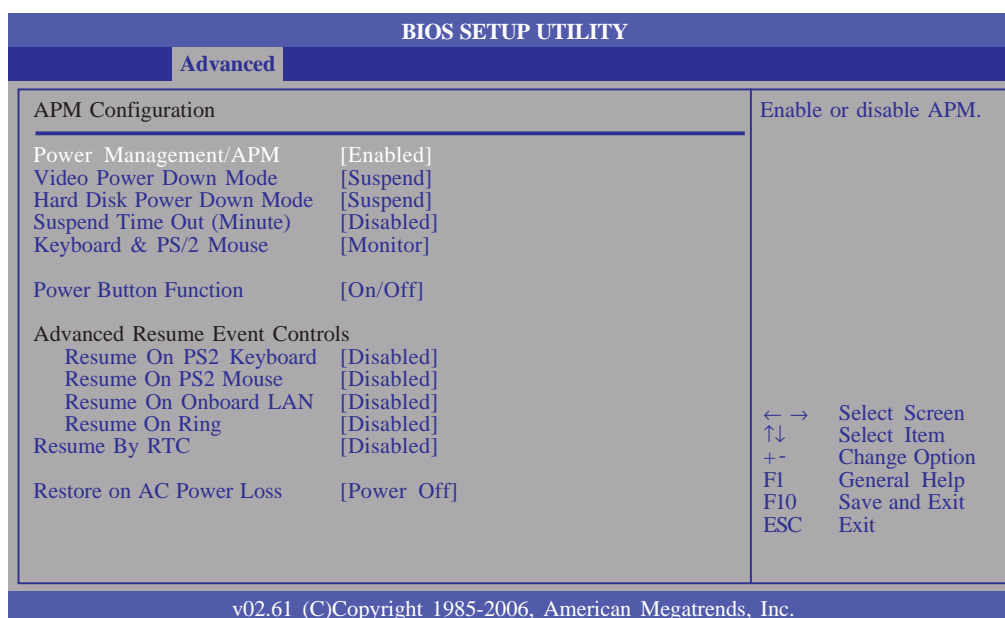 BIOS SETUP UTILITY
Advanced
APM Configuration
Power Management/APM [Enabled]
Video Power Down Mode [Suspend]
Hard Disk Power Down Mode [Suspend]
Suspend Time Out (Minute) [Disabled]
Keyboard & PS/2 Mouse [Monitor]
Power Button Function [On/Off]
Advanced Resume Event Controls
Resume On PS2 Keyboard [Disabled]
Resume On PS2 Mouse [Disabled]
Resume On Onboard LAN [Disabled]
Resume On Ring [Disabled]
Resume By RTC [Disabled]
Restore on AC Power Loss [Power Off]
Enable or disable APM.
← → Select Screen
↑↓ Select Item
+- Change Option
F1 General Help
F10 Save and Exit
ESC Exit
v02.61 (C)Copyright 1985-2006, American Megatrends, Inc.